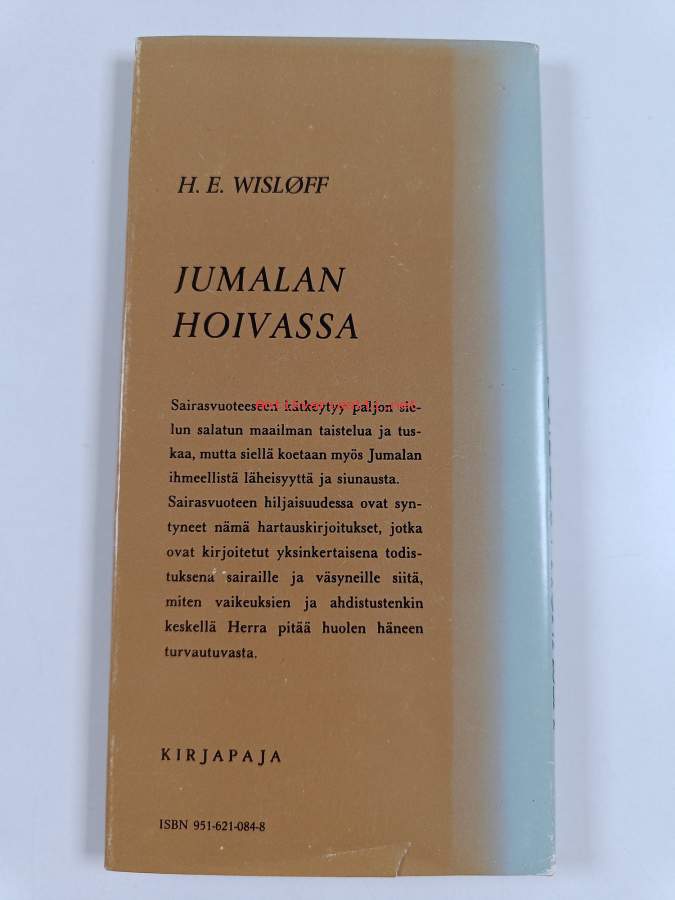 H. E. WISLØFF
JUMALAN
HOIVASSA
Sairasvuoteeseen kätkeytyy paljon sie-
lun salatun maailman taistelua ja tus-
kaa, mutta siellä koetaan myös Jumalan
ihmeellistä läheisyyttä ja siunausta.
Sairasvuoteen hiljaisuudessa ovat syn-
tyneet nämä hartauskirjoitukset, jotka
ovat kirjoitetut yksinkertaisena todis-
tuksena sairaille ja väsyneille siitä,
miten vaikeuksien ja ahdistustenkin
keskellä Herra pitää huolen häneen
turvautuvasta.
KIRJAPAJA
ISBN 951-621-084-8